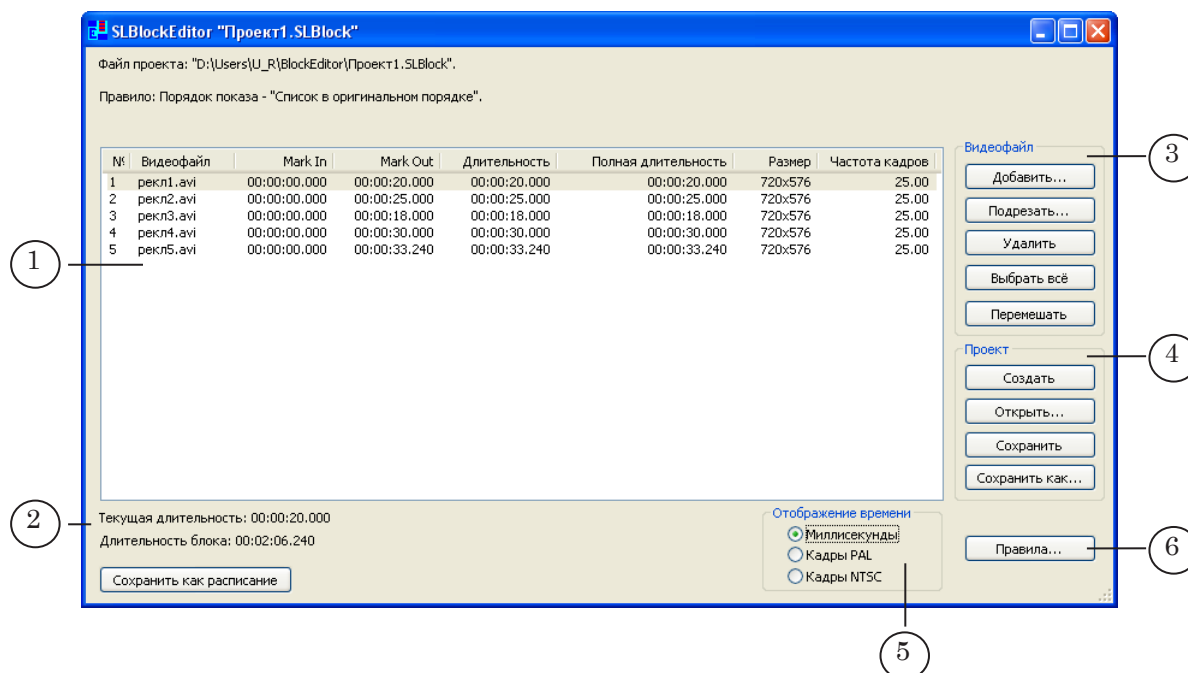 SLBlockEditor "Проект1.SLBlock"
Файл проекта: "D:\Users\U_R\BlockEditor\Проект1.SLBlock".
Правило: Порядок показа - "Список в оригинальном порядке".
№ Видеофайл Mark In Mark Out Длительность Полная длительность Размер Частота кадров
1 рекл1.avi 00:00:00.000 00:00:20.000 00:00:20.000 00:00:20.000 720x576 25.00
2 рекл2.avi 00:00:00.000 00:00:25.000 00:00:25.000 00:00:25.000 720x576 25.00
3 рекл3.avi 00:00:00.000 00:00:18.000 00:00:18.000 00:00:18.000 720x576 25.00
4 рекл4.avi 00:00:00.000 00:00:30.000 00:00:30.000 00:00:30.000 720x576 25.00
5 рекл5.avi 00:00:00.000 00:00:33.240 00:00:33.240 00:00:33.240 720x576 25.00
1
Видеофайл
3
Добавить...
Подрезать...
Удалить
Выбрать всё
Перемешать
Проект
4
Создать
Открыть...
Сохранить
Сохранить как...
2
Текущая длительность: 00:00:20.000
Длительность блока: 00:02:06.240
Сохранить как расписание
Отображение времени
Миллисекунды
Кадры PAL
Кадры NTSC
5
Правила...
6